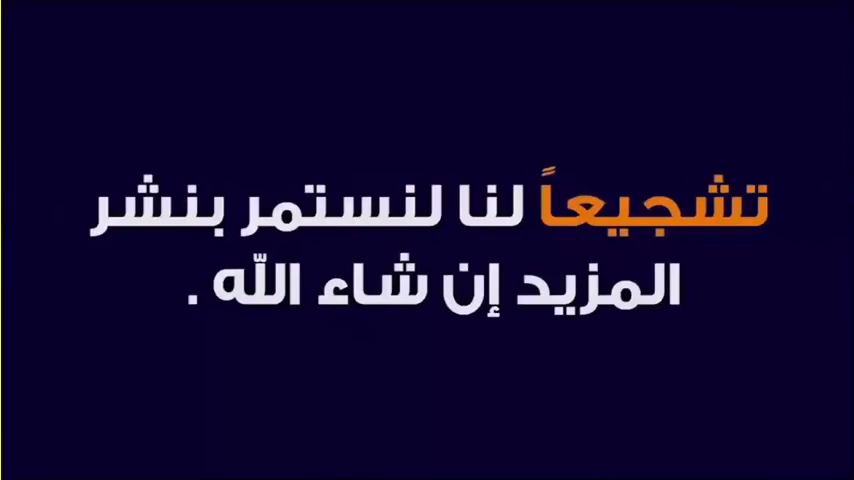 تشجيعاً لنا لنستمر بنشر
المزيد إن شاء الله .